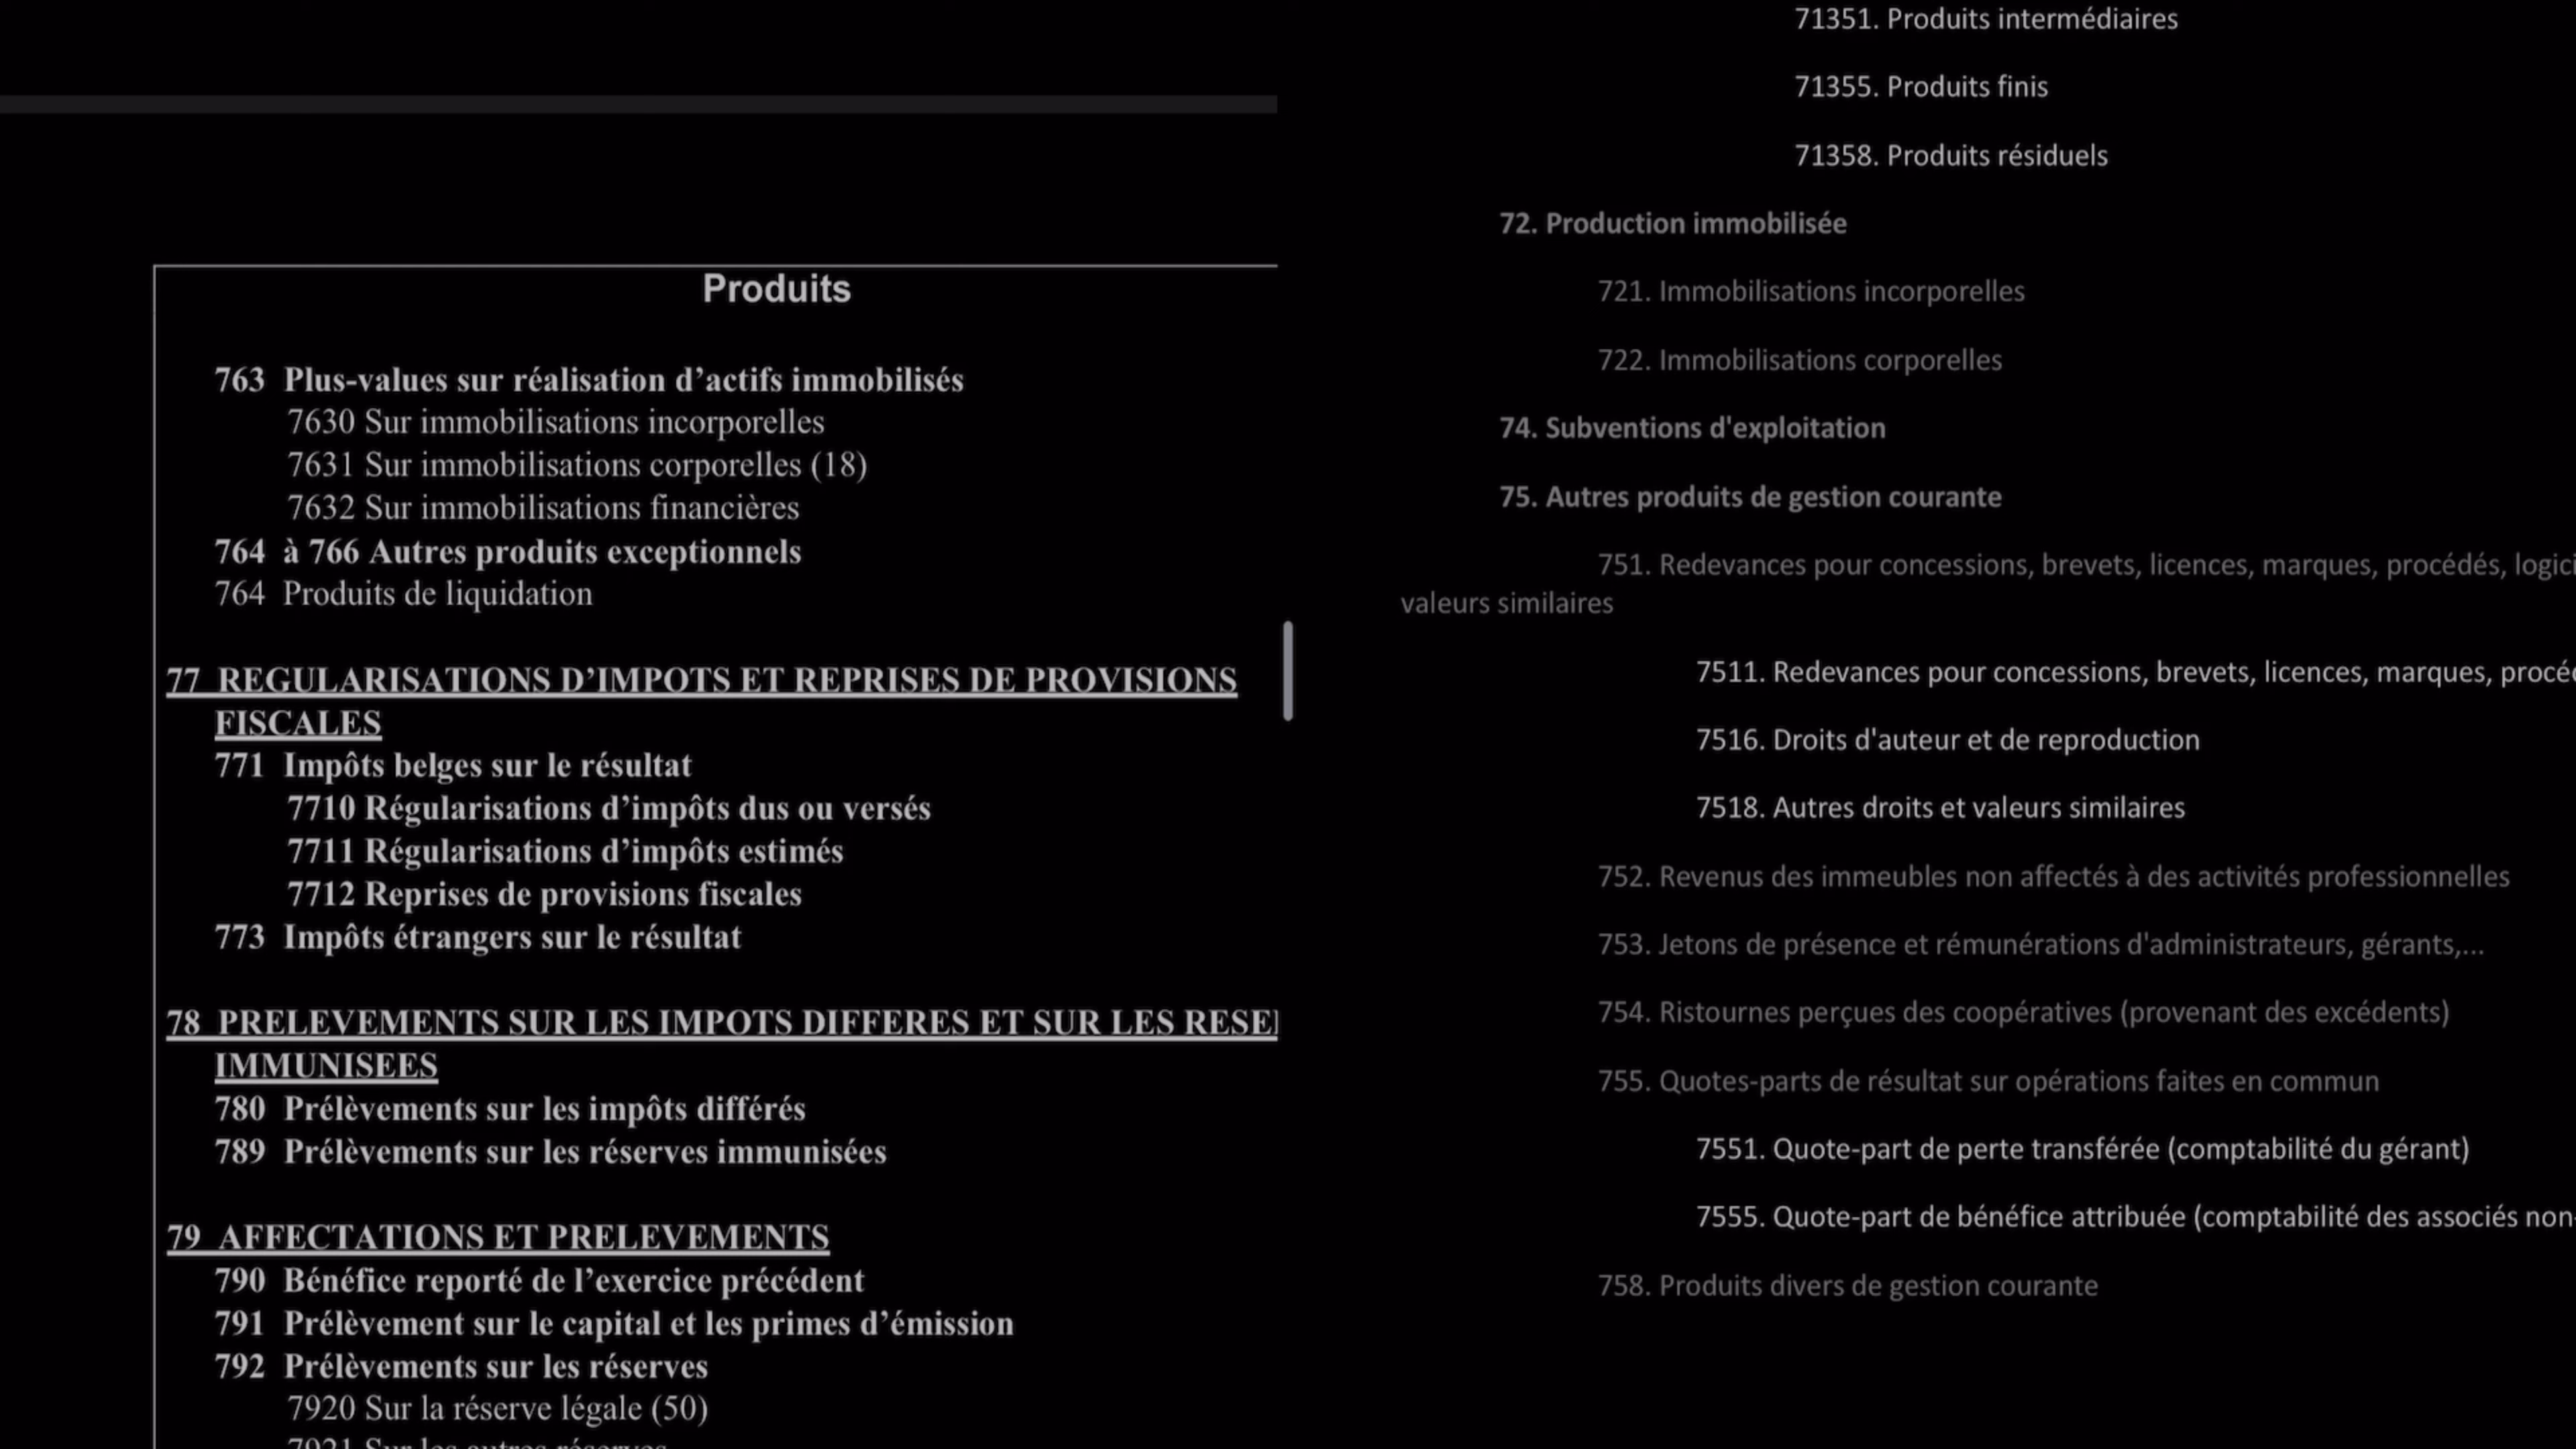 Produits
763 Plus-values sur réalisation d’actifs immobilisés
7630 Sur immobilisations incorporelles
7631 Sur immobilisations corporelles (18)
7632 Sur immobilisations financières
764 à 766 Autres produits exceptionnels
764 Produits de liquidation
77 REGULARISATIONS D’IMPOTS ET REPRISES DE PROVISIONS
FISCALES
771 Impôts belges sur le résultat
7710 Régularisations d’impôts dus ou versés
7711 Régularisations d’impôts estimés
7712 Reprises de provisions fiscales
773 Impôts étrangers sur le résultat
78 PRELEVEMENTS SUR LES IMPOTS DIFFERES ET SUR LES
IMMUNISEES
780 Prélèvements sur les impôts différés
789 Prélèvements sur les réserves immunisées
79 AFFECTATIONS ET PRELEVEMENTS
790 Bénéfice reporté de l’exercice précédent
791 Prélèvement sur le capital et les primes d’émission
792 Prélèvements sur les réserves
7920 Sur la réserve légale (50)
7921 Sur les autres réserves
71351. Produits intermédiaires
71355. Produits finis
71358. Produits résiduels
72. Production immobilisée
721. Immobilisations incorporelles
722. Immobilisations corporelles
74. Subventions d'exploitation
75. Autres produits de gestion courante
751. Redevances pour concessions, brevets, licences, marques, procédés,
valeurs similaires
7511. Redevances pour concessions, brevets, licences, marques,
7516. Droits d'auteur et de reproduction
7518. Autres droits et valeurs similaires
752. Revenus des immeubles non affectés à des activités professionnelles
753. Jetons de présence et rémunérations d'administrateurs, gérants,...
754. Ristournes perçues des coopératives (provenant des excédents)
755. Quotes-parts de résultat sur opérations faites en commun
7551. Quote-part de perte transférée (comptabilité du gérant)
7555. Quote-part de bénéfice attribuée (comptabilité des associés non-
758. Produits divers de gestion courante